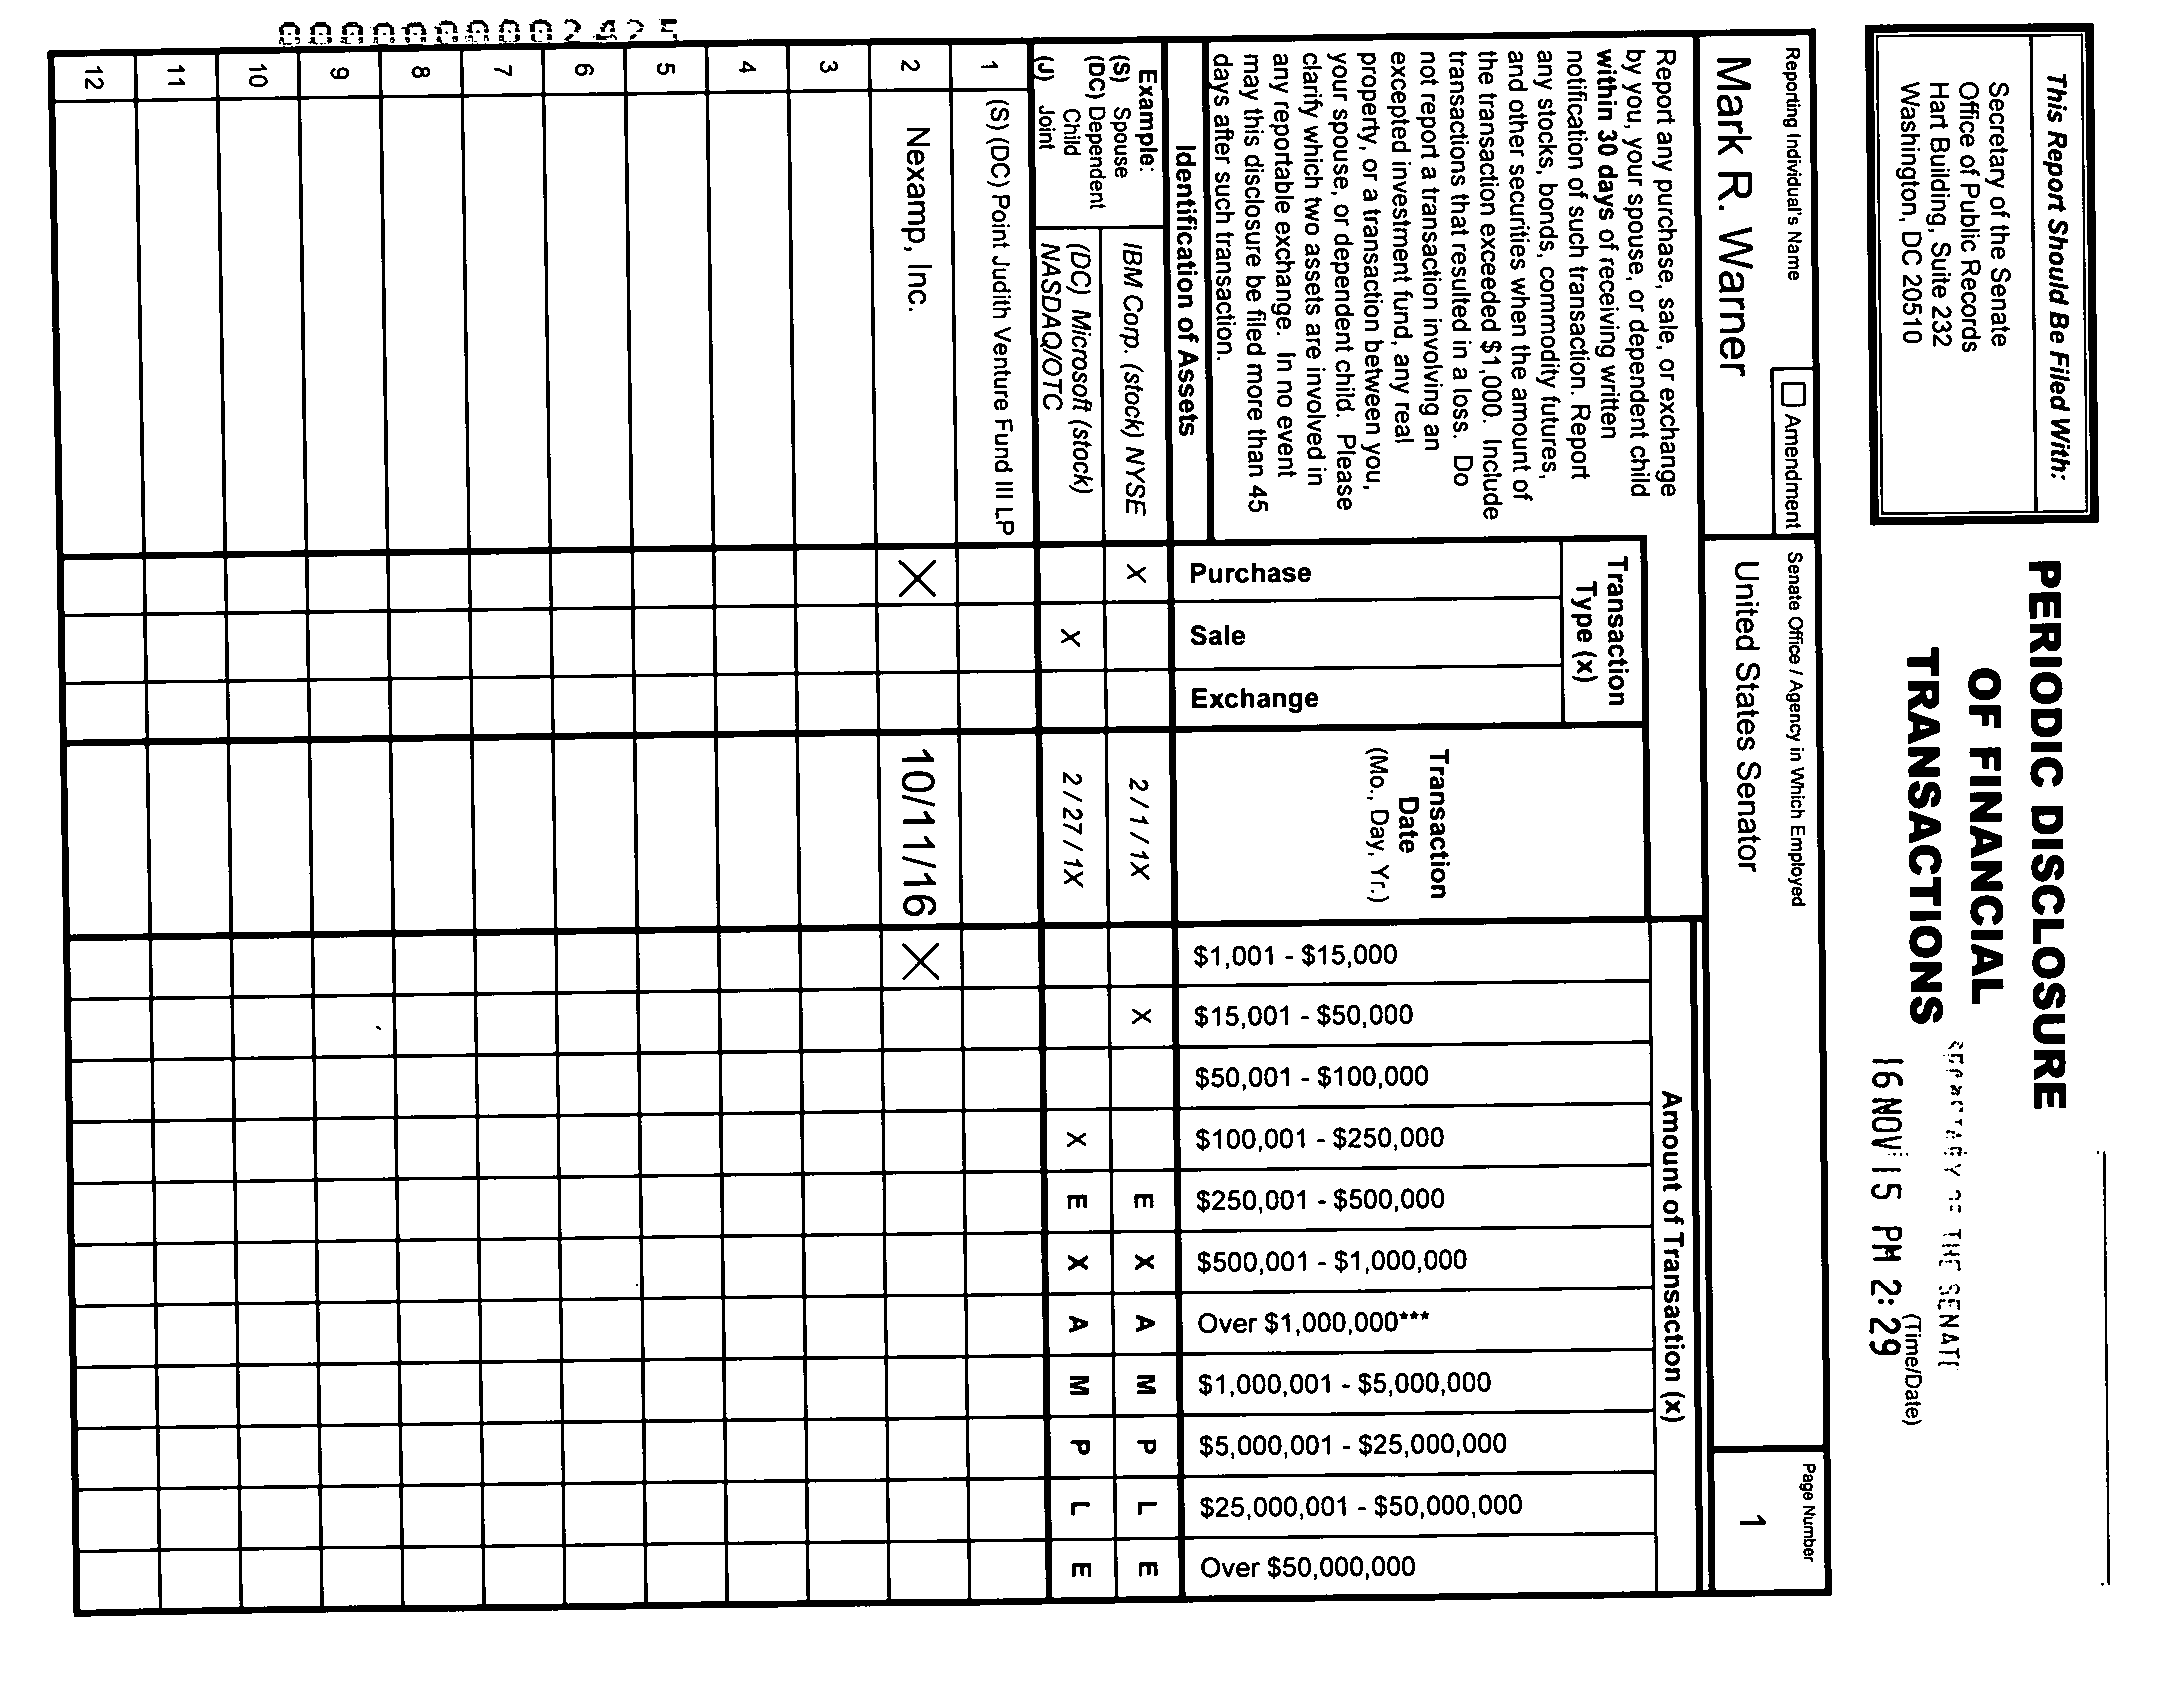 This Report Should Be Filed With:
Secretary of the Senate
Office of Public Records
Hart Building, Suite 232
Washington, DC 20510
PERIODIC DISCLOSURE
OF FINANCIAL
TRANSACTIONS
THE SENATE
(Time/Date)
16 NOV 15 PM 2:29
Reporting Individual's Name
Amendment
Mark R. Warner
Senate Office / Agency in Which Employed
United States Senator
Page Number
1
Report any purchase, sale, or exchange
by you, your spouse, or dependent child
within 30 days of receiving written
notification of such transaction. Report
any stocks, bonds, commodity futures,
and other securities when the amount of
the transaction exceeded $1,000. Include
transactions that resulted in a loss. Do
not report a transaction involving an
excepted investment fund, any real
property, or a transaction between you,
your spouse, or dependent child. Please
clarify which two assets are involved in
any reportable exchange. In no event
may this disclosure be filed more than 45
days after such transaction.
Identification of Assets
Transaction
Type (x)
Purchase
Sale
Exchange
Transaction
Date
(Mo., Day, Yr.)
Amount of Transaction (x)
$1,001 - $15,000
$15,001 - $50,000
$50,001 - $100,000
$100,001 - $250,000
$250,001 - $500,000
$500,001 - $1,000,000
Over $1,000,000***
$1,000,001 - $5,000,000
$5,000,001 - $25,000,000
$25,000,001 - $50,000,000
Over $50,000,000
Example:
(S) Spouse
(DC) Dependent
Child
(J) Joint
IBM Corp. (stock) NYSE X 2 / 1 / 1X X E X A M P L E
(DC) Microsoft (stock)
NASDAQ/OTC X 2 / 27 / 1X X E X A M P L E
1 (S) (DC) Point Judith Venture Fund III LP
2 Nexamp, Inc. X 10/11/16 X
3
4
5
6
7
8
9
10
11
12